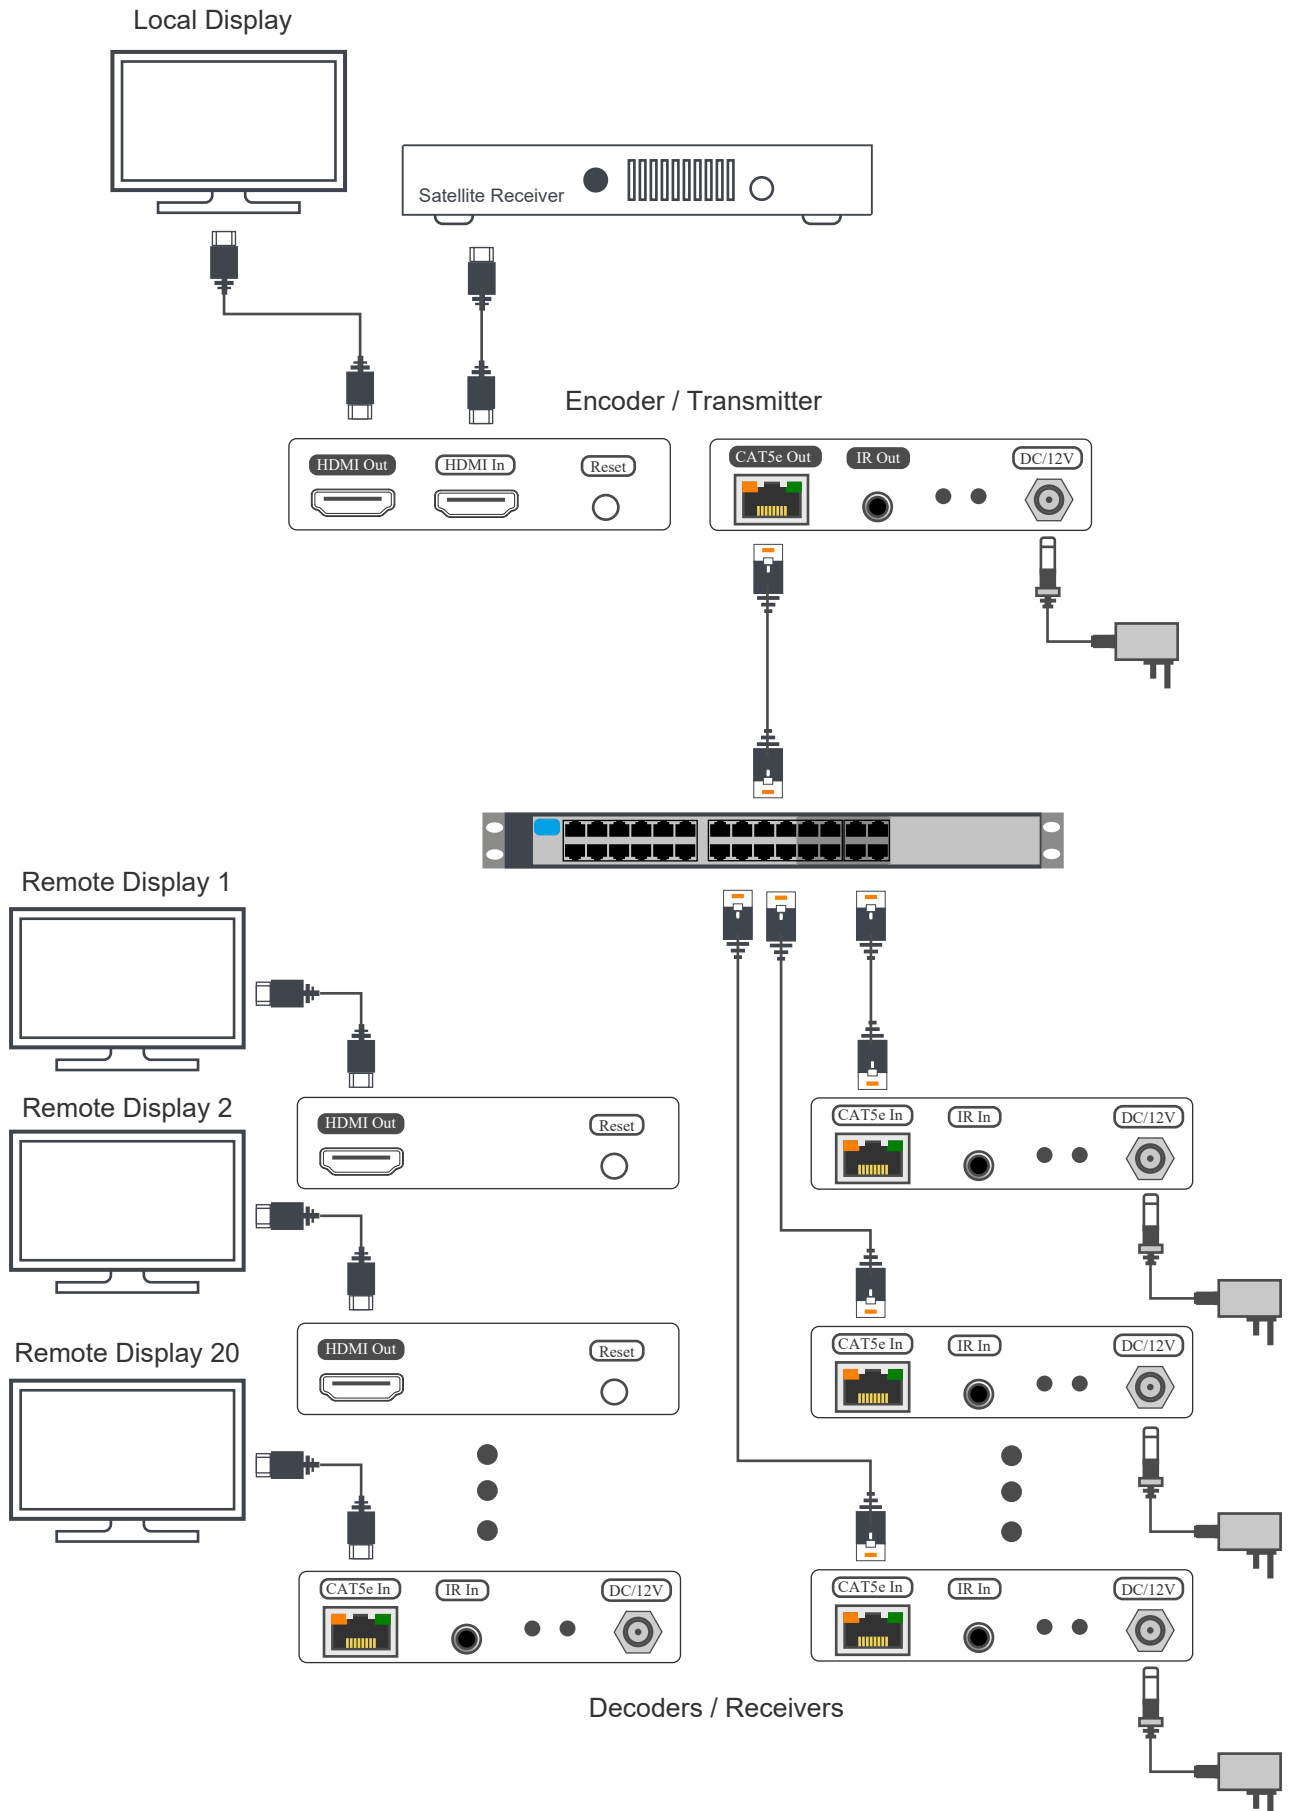 Local Display
Satellite Receiver
Encoder / Transmitter
HDMI Out
HDMI In
Reset
CAT5e Out
IR Out
DC/12V
Remote Display 1
Remote Display 2
HDMI Out
Reset
CAT5e In
IR In
DC/12V
Remote Display 20
HDMI Out
Reset
CAT5e In
IR In
DC/12V
CAT5e In
IR In
DC/12V
CAT5e In
IR In
DC/12V
Decoders / Receivers